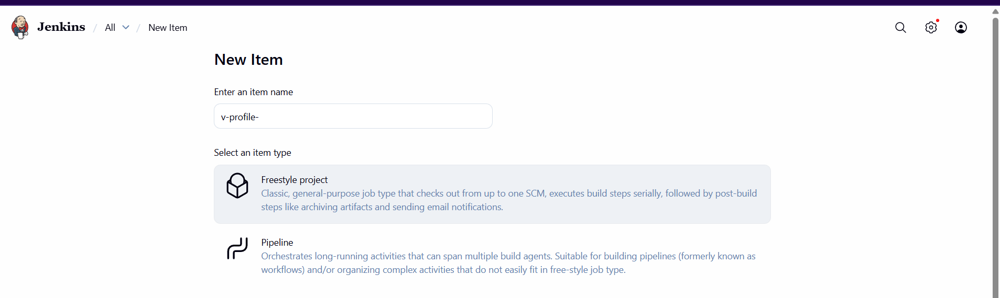 Jenkins / All / New Item
New Item
Enter an item name
v-profile-
Select an item type
Freestyle project
Classic, general-purpose job type that checks out from up to one SCM, executes build steps serially, followed by post-build
steps like archiving artifacts and sending email notifications.
Pipeline
Orchestrates long-running activities that can span multiple build agents. Suitable for building pipelines (formerly known as
workflows) and/or organizing complex activities that do not easily fit in free-style job type.